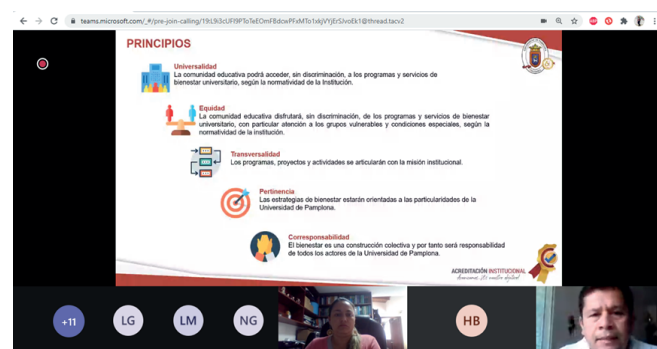 teams.microsoft.com/_#/pre-join-calling/19:L9i3cUFl9PToTeEOmFBdowPFxMTo1xkjVYjErSJvoEk1@thread.tacv2
PRINCIPIOS
Universalidad
La comunidad educativa podrá acceder, sin discriminación, a los programas y servicios de
bienestar universitario, según la normatividad de la Institución.
Equidad
La comunidad educativa disfrutará, sin discriminación, de los programas y servicios de bienestar
universitario, con particular atención a los grupos vulnerables y condiciones especiales, según la
normatividad de la institución.
Transversalidad
Los programas, proyectos y actividades se articularán con la misión institucional.
Pertinencia
Las estrategias de bienestar estarán orientadas a las particularidades de la
Universidad de Pamplona.
Corresponsabilidad
El bienestar es una construcción colectiva y por tanto será responsabilidad
de todos los actores de la Universidad de Pamplona.
ACREDITACIÓN INSTITUCIONAL
+11
LG
LM
NG
HB